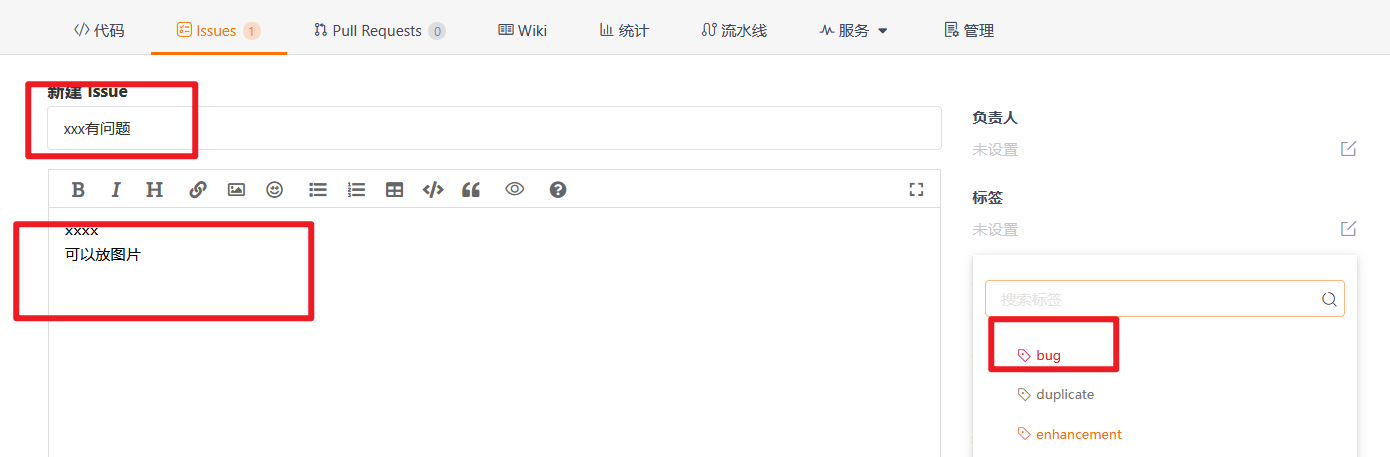 代码 Issues 1 Pull Requests 0 Wiki 统计 流水线 服务 管理
新建 Issue
xxx有问题
xxxx
可以放图片
负责人
未设置
标签
未设置
搜索标签
bug
duplicate
enhancement